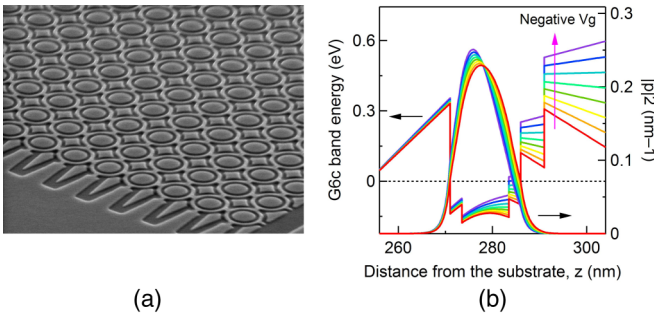 Negative Vg
0.6
0.3
0
0.3
0.2
0.1
0
G6c band energy (eV)
|p|2 (nm–1)
260
280
300
Distance from the substrate, z (nm)
(a)
(b)